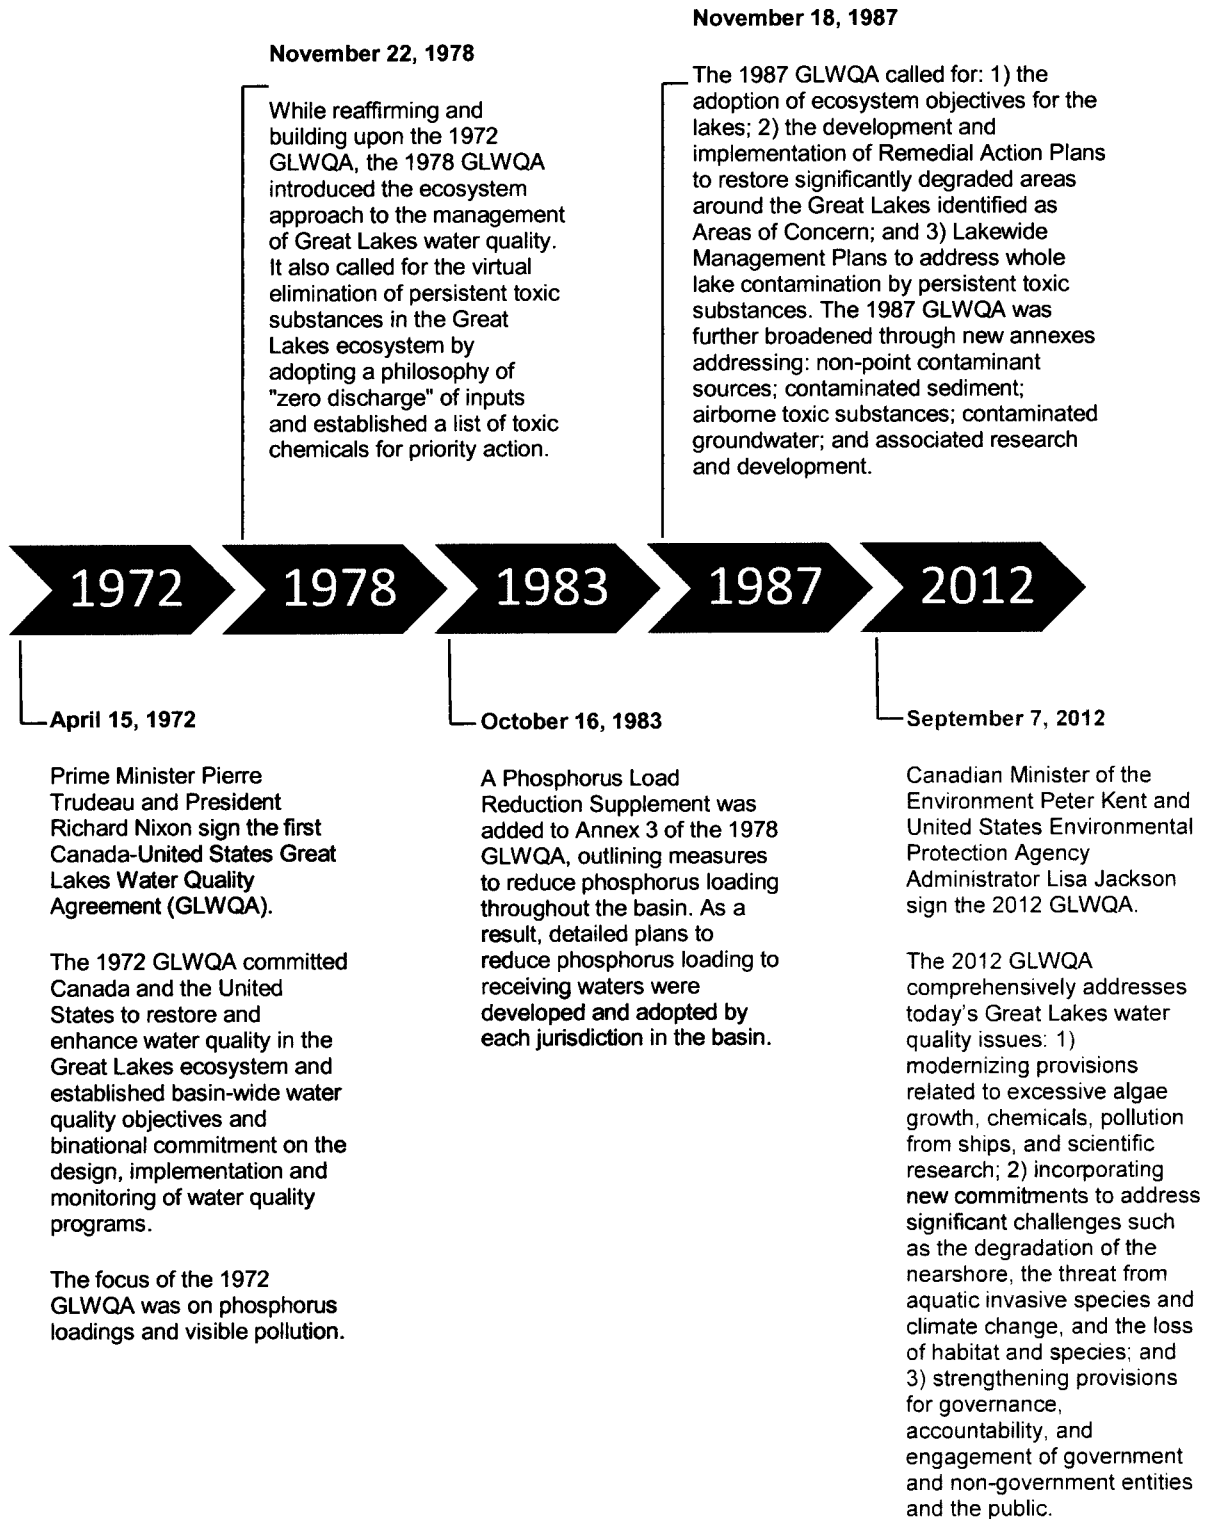 November 18, 1987
The 1987 GLWQA called for: 1) the
adoption of ecosystem objectives for the
lakes; 2) the development and
implementation of Remedial Action Plans
to restore significantly degraded areas
around the Great Lakes identified as
Areas of Concern; and 3) Lakewide
Management Plans to address whole
lake contamination by persistent toxic
substances. The 1987 GLWQA was
further broadened through new annexes
addressing: non-point contaminant
sources; contaminated sediment;
airborne toxic substances; contaminated
groundwater; and associated research
and development.
November 22, 1978
While reaffirming and
building upon the 1972
GLWQA, the 1978 GLWQA
introduced the ecosystem
approach to the management
of Great Lakes water quality.
It also called for the virtual
elimination of persistent toxic
substances in the Great
Lakes ecosystem by
adopting a philosophy of
"zero discharge" of inputs
and established a list of toxic
chemicals for priority action.
1972
1978
1983
1987
2012
April 15, 1972
Prime Minister Pierre
Trudeau and President
Richard Nixon sign the first
Canada-United States Great
Lakes Water Quality
Agreement (GLWQA).
The 1972 GLWQA committed
Canada and the United
States to restore and
enhance water quality in the
Great Lakes ecosystem and
established basin-wide water
quality objectives and
binational commitment on the
design, implementation and
monitoring of water quality
programs.
The focus of the 1972
GLWQA was on phosphorus
loadings and visible pollution.
October 16, 1983
A Phosphorus Load
Reduction Supplement was
added to Annex 3 of the 1978
GLWQA, outlining measures
to reduce phosphorus loading
throughout the basin. As a
result, detailed plans to
reduce phosphorus loading to
receiving waters were
developed and adopted by
each jurisdiction in the basin.
September 7, 2012
Canadian Minister of the
Environment Peter Kent and
United States Environmental
Protection Agency
Administrator Lisa Jackson
sign the 2012 GLWQA.
The 2012 GLWQA
comprehensively addresses
today's Great Lakes water
quality issues: 1)
modernizing provisions
related to excessive algae
growth, chemicals, pollution
from ships, and scientific
research; 2) incorporating
new commitments to address
significant challenges such
as the degradation of the
nearshore, the threat from
aquatic invasive species and
climate change, and the loss
of habitat and species; and
3) strengthening provisions
for governance,
accountability, and
engagement of government
and non-government entities
and the public.